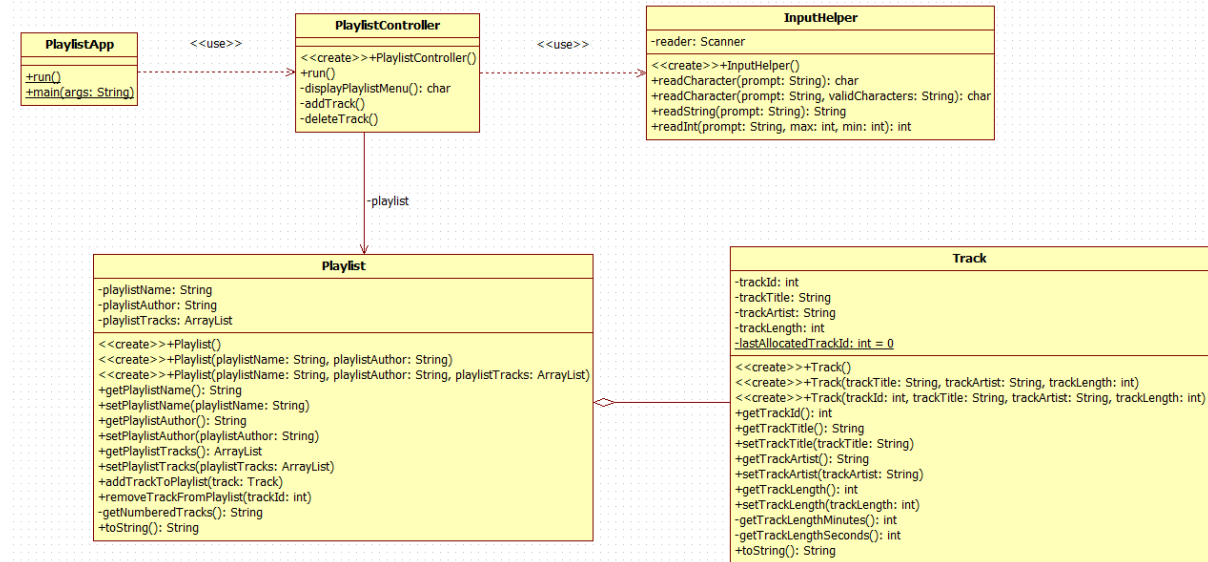 PlaylistApp
+run()
+main(args: String)
<<use>>
PlaylistController
<<create>>+PlaylistController()
+run()
-displayPlaylistMenu(): char
-addTrack()
-deleteTrack()
<<use>>
InputHelper
-reader: Scanner
<<create>>+InputHelper()
+readCharacter(prompt: String): char
+readCharacter(prompt: String, validCharacters: String): char
+readString(prompt: String): String
+readInt(prompt: String, max: int, min: int): int
-playlist
Playlist
-playlistName: String
-playlistAuthor: String
-playlistTracks: ArrayList
<<create>>+Playlist()
<<create>>+Playlist(playlistName: String, playlistAuthor: String)
<<create>>+Playlist(playlistName: String, playlistAuthor: String, playlistTracks: ArrayList)
+getPlaylistName(): String
+setPlaylistName(playlistName: String)
+getPlaylistAuthor(): String
+setPlaylistAuthor(playlistAuthor: String)
+getPlaylistTracks(): ArrayList
+setPlaylistTracks(playlistTracks: ArrayList)
+addTrackToPlaylist(track: Track)
+removeTrackFromPlaylist(trackId: int)
-getNumberedTracks(): String
+toString(): String
Track
-trackId: int
-trackTitle: String
-trackArtist: String
-trackLength: int
-lastAllocatedTrackId: int = 0
<<create>>+Track()
<<create>>+Track(trackTitle: String, trackArtist: String, trackLength: int)
<<create>>+Track(trackId: int, trackTitle: String, trackArtist: String, trackLength: int)
+getTrackId(): int
+getTrackTitle(): String
+setTrackTitle(trackTitle: String)
+getTrackArtist(): String
+setTrackArtist(trackArtist: String)
+getTrackLength(): int
+setTrackLength(trackLength: int)
-getTrackLengthMinutes(): int
-getTrackLengthSeconds(): int
+toString(): String